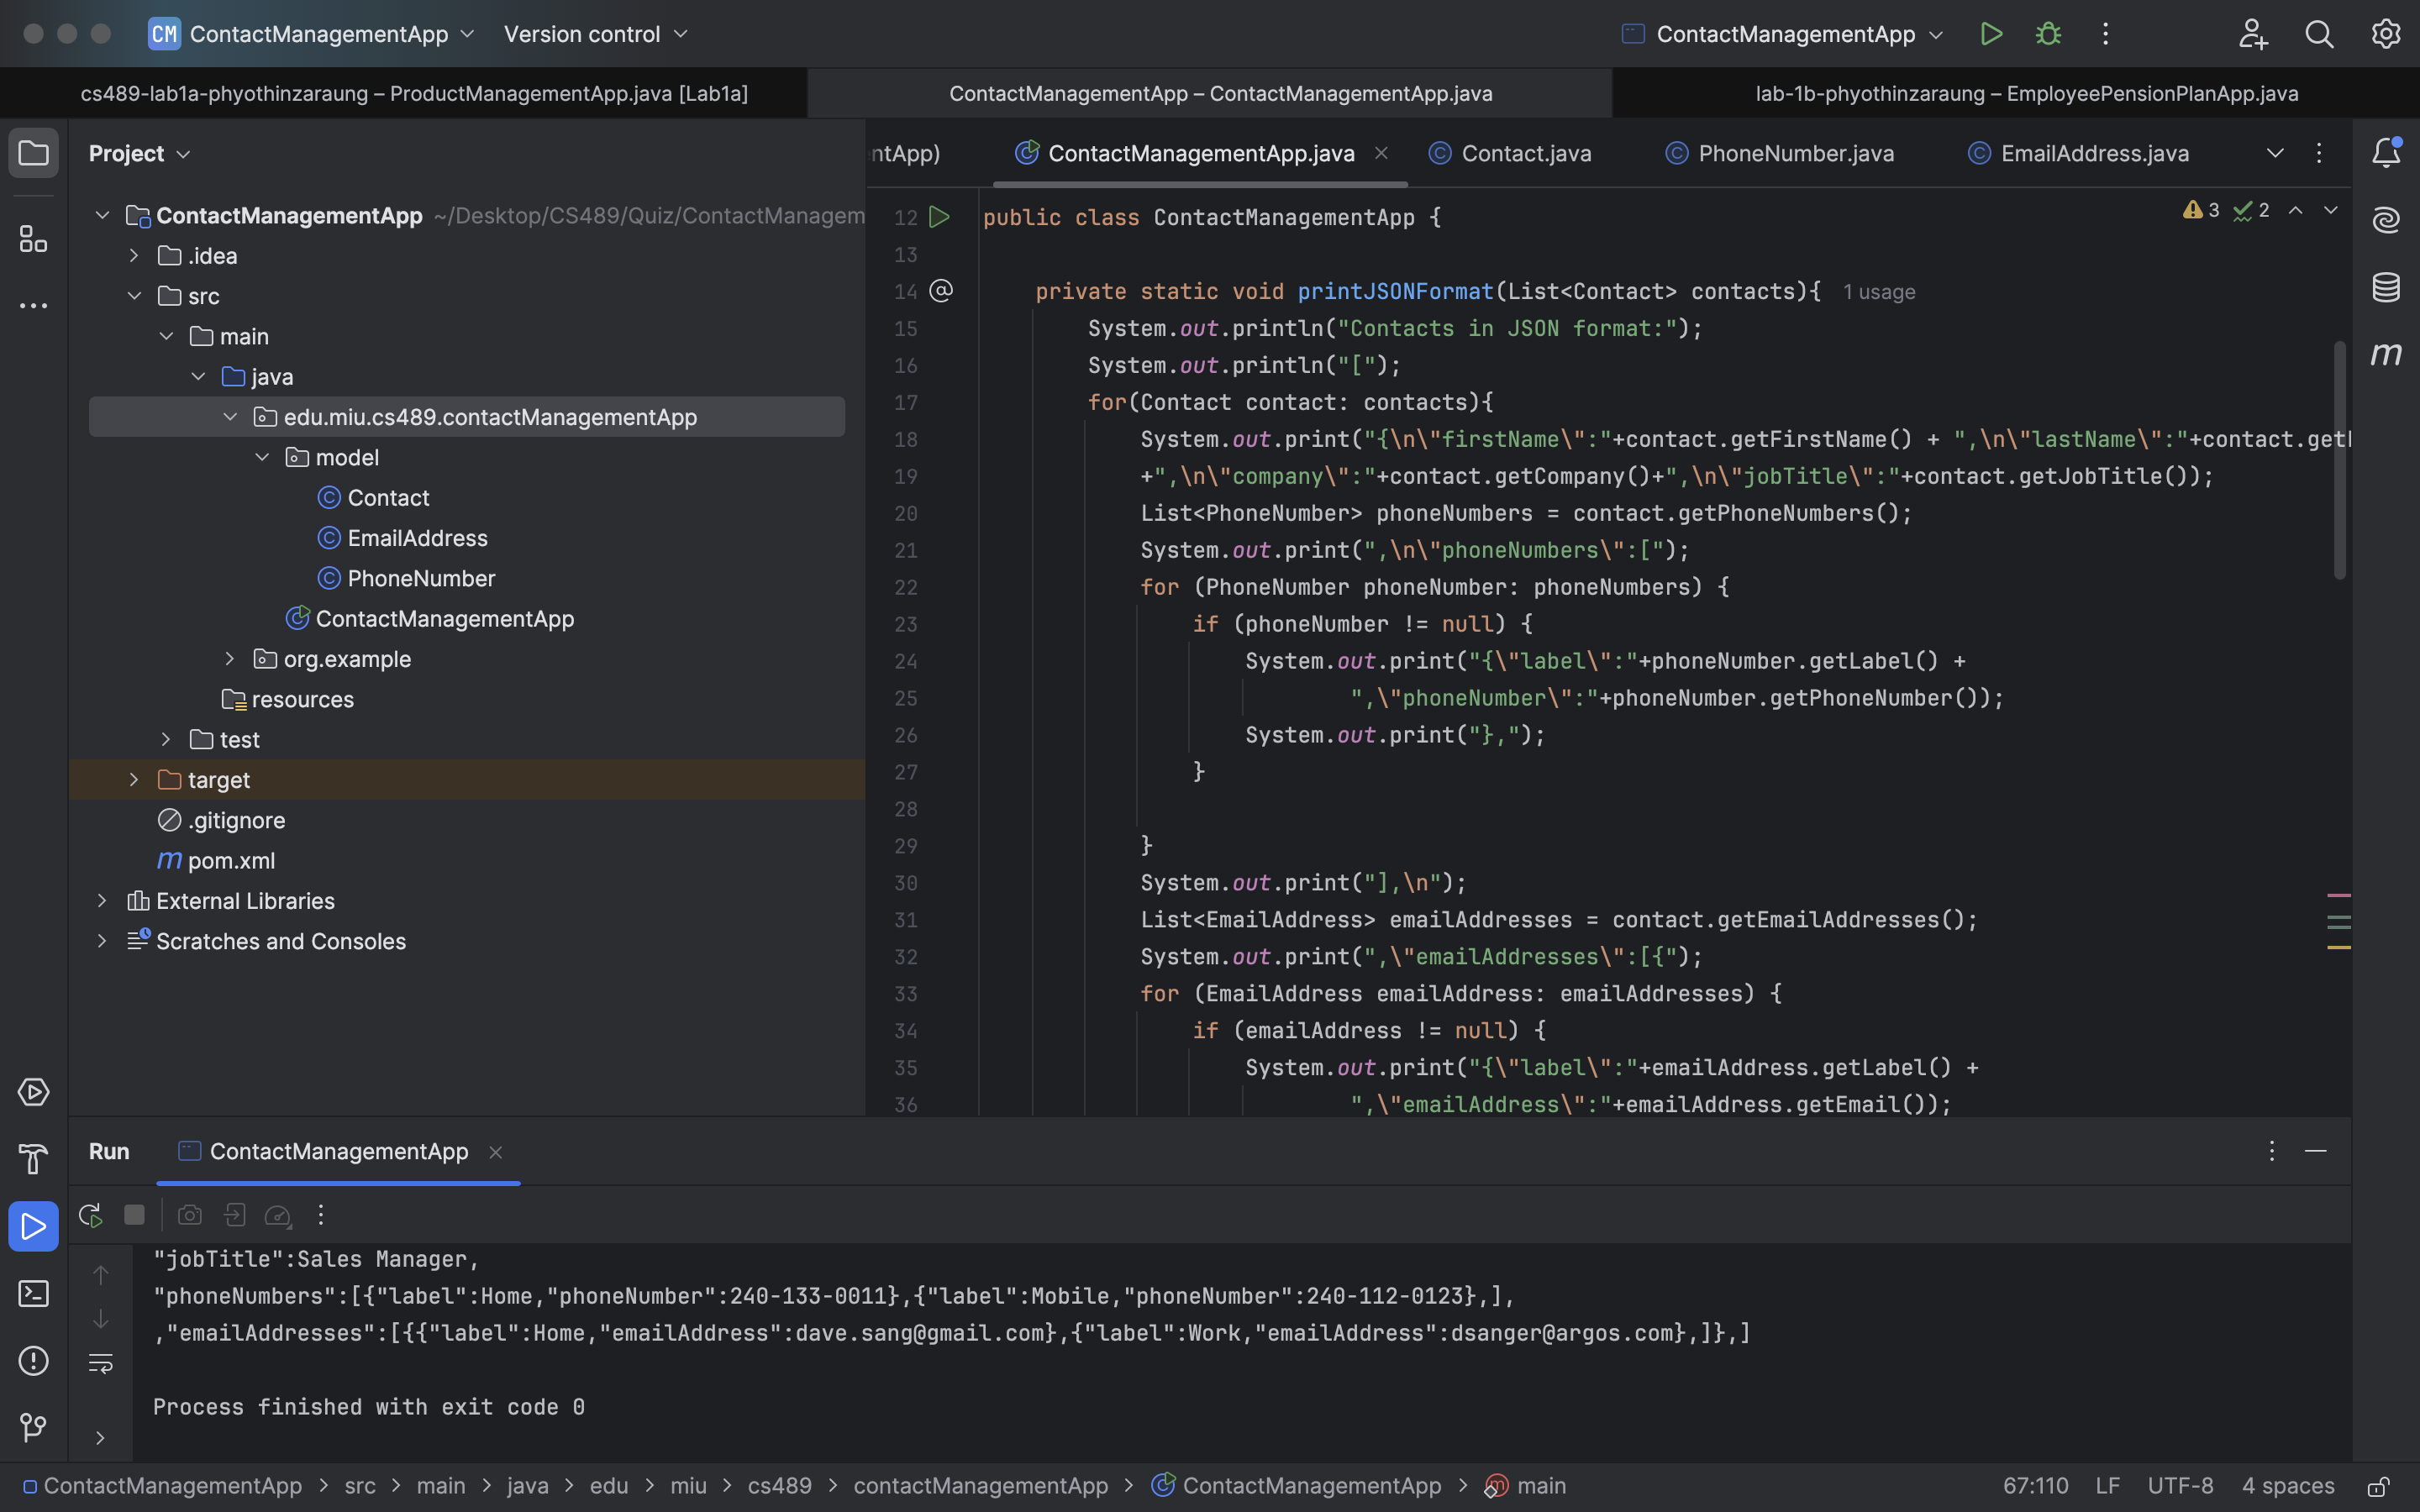 CM ContactManagementApp Version control ContactManagementApp
cs489-lab1a-phyothinzaraung – ProductManagementApp.java [Lab1a]
ContactManagementApp – ContactManagementApp.java
lab-1b-phyothinzaraung – EmployeePensionPlanApp.java
Project
ContactManagementApp ~/Desktop/CS489/Quiz/ContactManagem
.idea
src
main
java
edu.miu.cs489.contactManagementApp
model
Contact
EmailAddress
PhoneNumber
ContactManagementApp
org.example
resources
test
target
.gitignore
pom.xml
External Libraries
Scratches and Consoles
ntApp) ContactManagementApp.java Contact.java PhoneNumber.java EmailAddress.java
3 2
12 public class ContactManagementApp {
13
14 private static void printJSONFormat(List<Contact> contacts){ 1 usage
15 System.out.println("Contacts in JSON format:");
16 System.out.println("[");
17 for(Contact contact: contacts){
18 System.out.print("{\n\"firstName\":"+contact.getFirstName() + ",\n\"lastName\":"+contact.getL
19 +",\n\"company\":"+contact.getCompany()+",\n\"jobTitle\":"+contact.getJobTitle());
20 List<PhoneNumber> phoneNumbers = contact.getPhoneNumbers();
21 System.out.print(",\n\"phoneNumbers\":[");
22 for (PhoneNumber phoneNumber: phoneNumbers) {
23 if (phoneNumber != null) {
24 System.out.print("{\"label\":"+phoneNumber.getLabel() +
25 ",\"phoneNumber\":"+phoneNumber.getPhoneNumber());
26 System.out.print("},");
27 }
28
29 }
30 System.out.print("],\n");
31 List<EmailAddress> emailAddresses = contact.getEmailAddresses();
32 System.out.print(",\"emailAddresses\":[{");
33 for (EmailAddress emailAddress: emailAddresses) {
34 if (emailAddress != null) {
35 System.out.print("{\"label\":"+emailAddress.getLabel() +
36 ",\"emailAddress\":"+emailAddress.getEmail());
Run ContactManagementApp
"jobTitle":Sales Manager,
"phoneNumbers":[{"label":Home,"phoneNumber":240-133-0011},{"label":Mobile,"phoneNumber":240-112-0123},],
,"emailAddresses":[{{"label":Home,"emailAddress":dave.sang@gmail.com},{"label":Work,"emailAddress":dsanger@argos.com},]},]
Process finished with exit code 0
ContactManagementApp > src > main > java > edu > miu > cs489 > contactManagementApp > ContactManagementApp > main 67:110 LF UTF-8 4 spaces